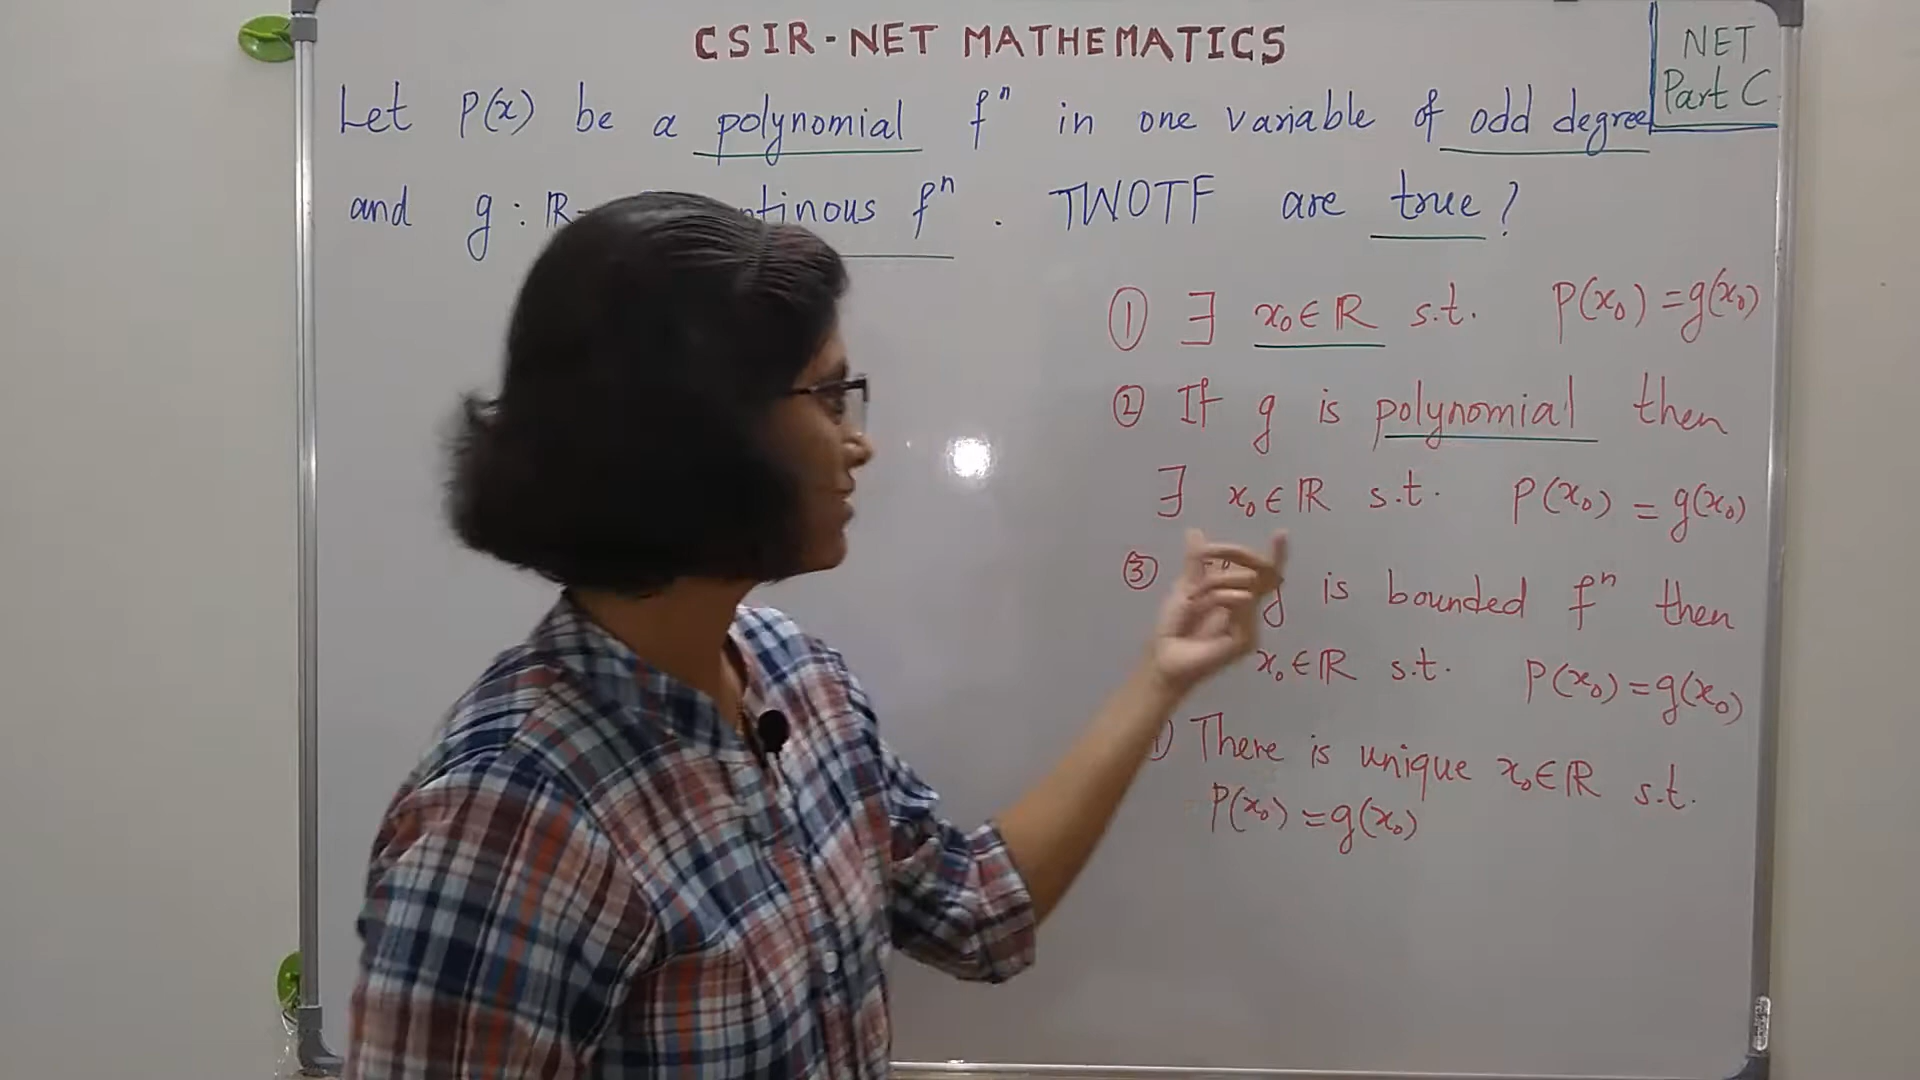 CSIR-NET MATHEMATICS
NET
Part C
Let P(x) be a polynomial fⁿ in one variable of odd degree
and g : ℝ continous fⁿ. TWOTF are true?
① ∃ x₀∈ℝ s.t. P(x₀)=g(x₀)
② If g is polynomial then
∃ x₀∈ℝ s.t. P(x₀) = g(x₀)
③ g is bounded fⁿ then
x₀∈ℝ s.t. P(x₀)=g(x₀)
There is unique x₀∈ℝ s.t.
P(x₀)=g(x₀)